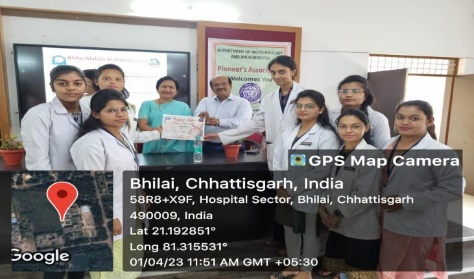 Bhilai Mahila Mahavidyalaya
DEPARTMENT OF BIOTECHNOLOGY
AND MICROBIOLOGY
Pioneer's Assoc
Welcomes You
GPS Map Camera
Bhilai, Chhattisgarh, India
58R8+X9F, Hospital Sector, Bhilai, Chhattisgarh
490009, India
Lat 21.192851°
Long 81.315531°
01/04/23 11:51 AM GMT +05:30
Google